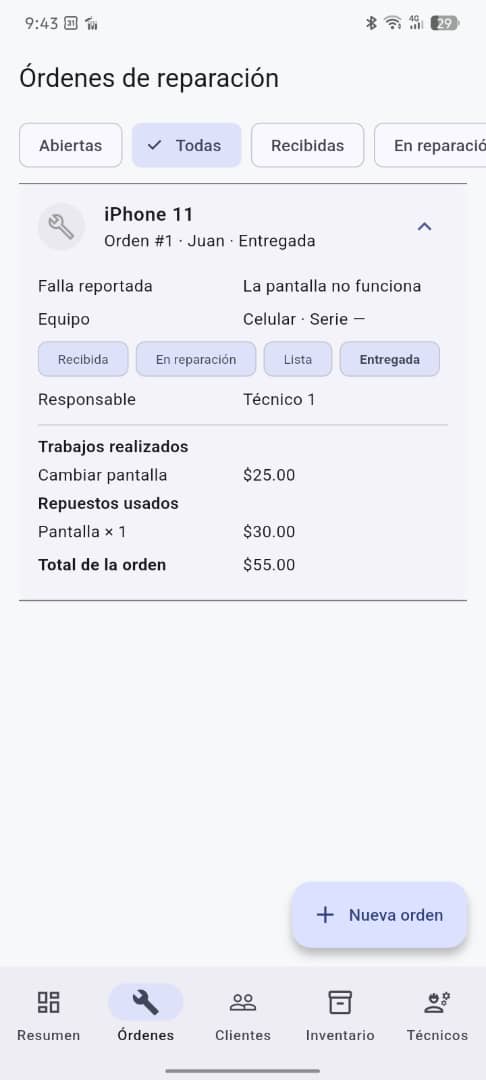 9:43 31 4G 29
Órdenes de reparación
Abiertas Todas Recibidas En reparació
iPhone 11
Orden #1 · Juan · Entregada
Falla reportada La pantalla no funciona
Equipo Celular · Serie —
Recibida En reparación Lista Entregada
Responsable Técnico 1
Trabajos realizados
Cambiar pantalla $25.00
Repuestos usados
Pantalla × 1 $30.00
Total de la orden $55.00
+ Nueva orden
Resumen Órdenes Clientes Inventario Técnicos